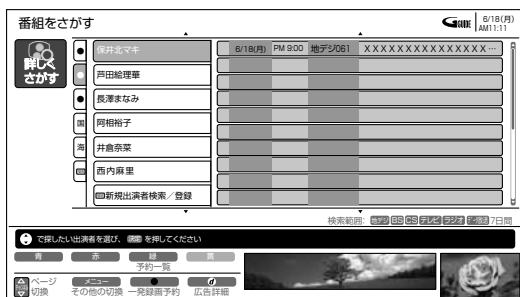 番組をさがす
G GUIDE 6/18(月)
AM11:11
詳しく
さがす
保井北マキ 6/18(月) PM 9:00 地デジ061 XXXXXXXXXXXXXXX…
芦田絵理華
長澤まなみ
国 阿相裕子
海 井倉奈菜
西内麻里
新規出演者検索／登録
検索範囲: 地デジ BS CS テレビ ラジオ データ放送 7日間
で探したい出演者を選び、 決定 を押してください
青 赤 緑 黄
予約一覧
ページ
切換
メニュー
その他の切換 一発録画予約 広告詳細
d